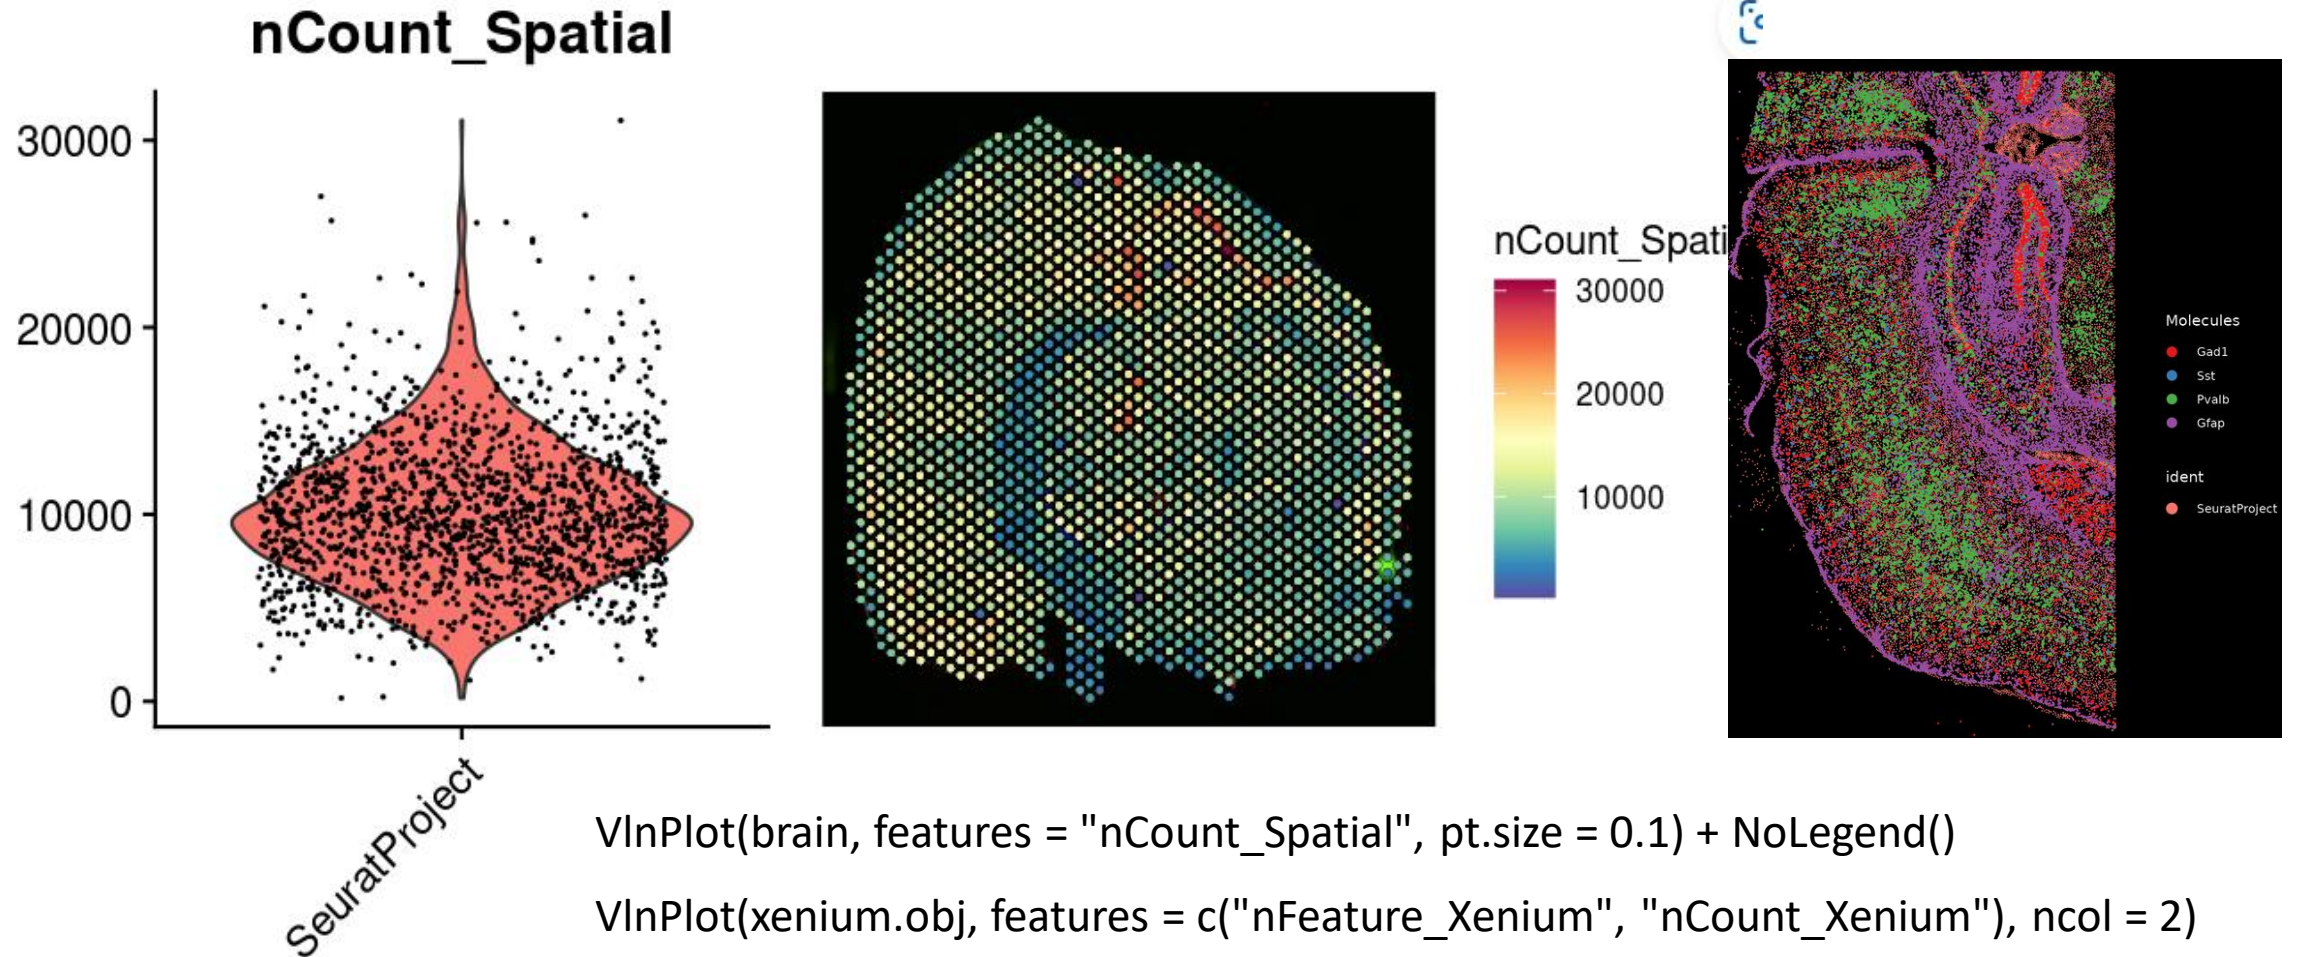 nCount_Spatial
30000
20000
10000
0
SeuratProject
nCount_Spati
30000
20000
10000
Molecules
Gad1
Sst
Pvalb
Gfap
ident
SeuratProject
VlnPlot(brain, features = "nCount_Spatial", pt.size = 0.1) + NoLegend()
VlnPlot(xenium.obj, features = c("nFeature_Xenium", "nCount_Xenium"), ncol = 2)